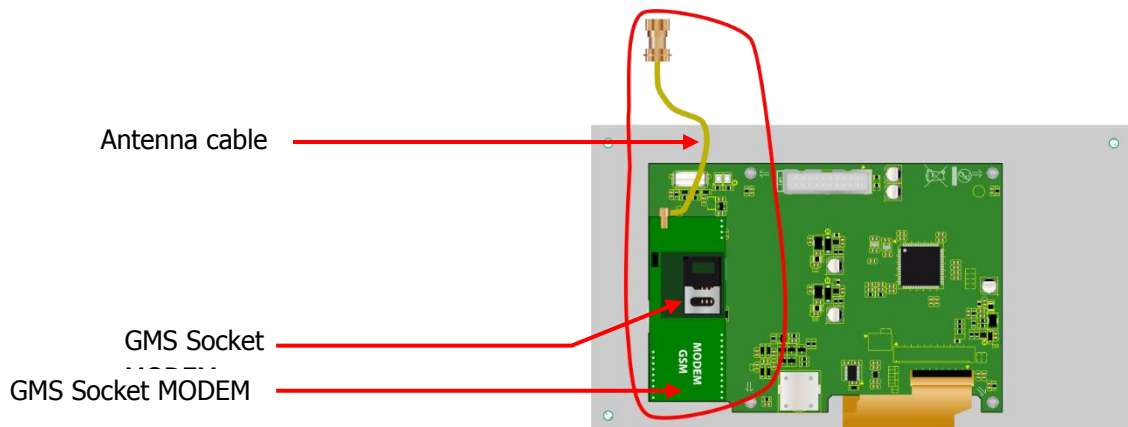 Antenna cable
GMS Socket
GMS Socket MODEM
MODEM
GSM